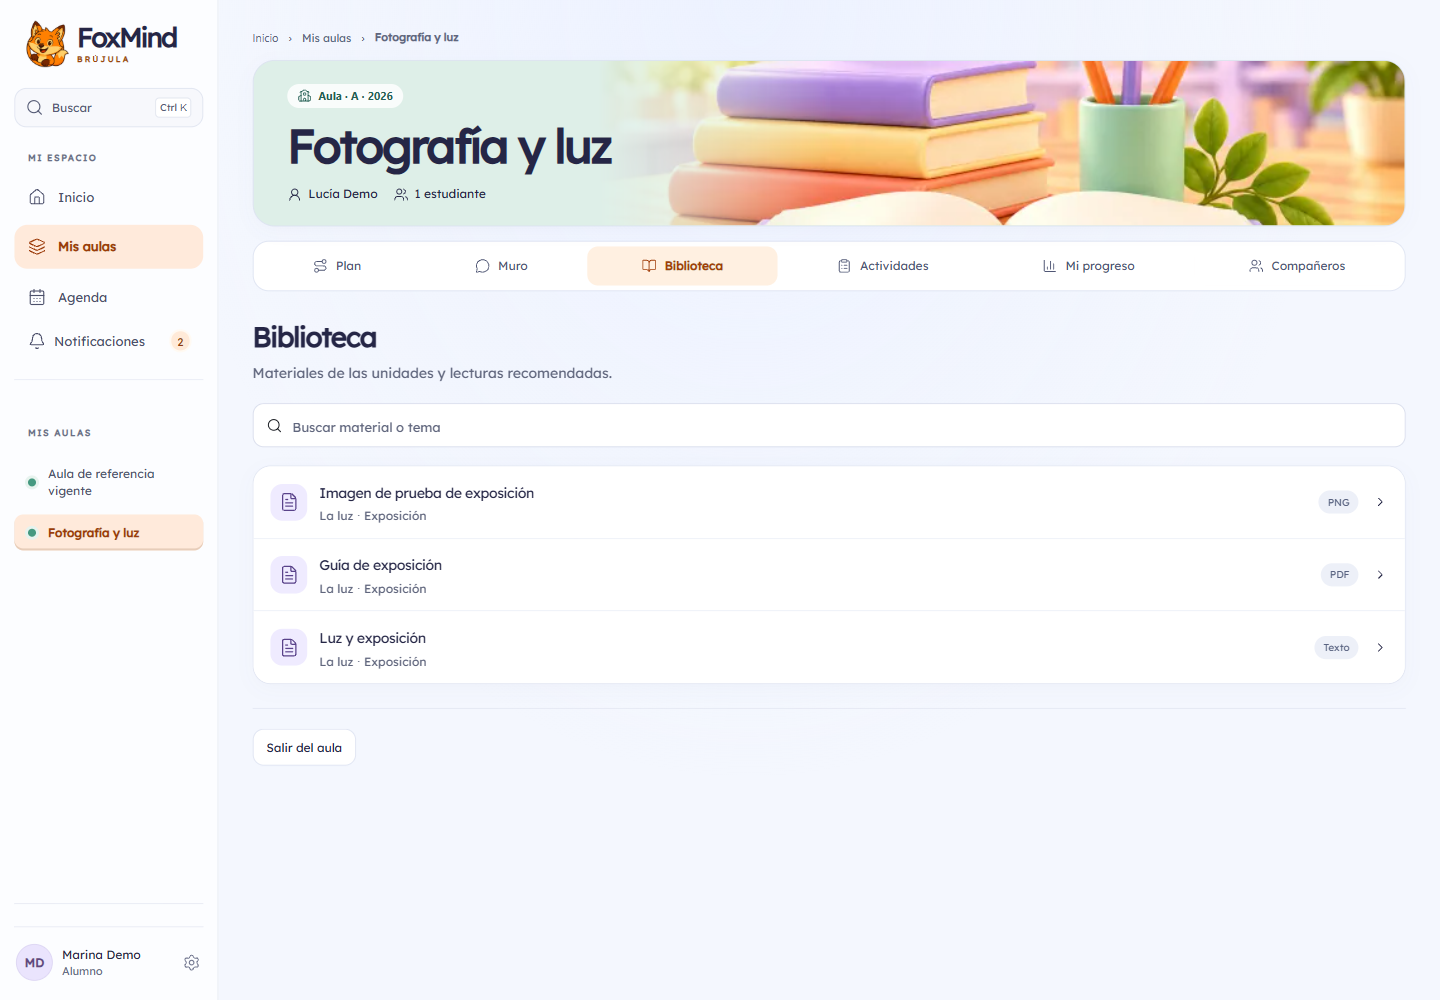 FoxMind
BRÚJULA
Buscar
Ctrl K
MI ESPACIO
Inicio
Mis aulas
Agenda
Notificaciones
2
MIS AULAS
Aula de referencia
vigente
Fotografía y luz
MD
Marina Demo
Alumno
Inicio › Mis aulas › Fotografía y luz
Aula · A · 2026
Fotografía y luz
Lucía Demo
1 estudiante
Plan
Muro
Biblioteca
Actividades
Mi progreso
Compañeros
Biblioteca
Materiales de las unidades y lecturas recomendadas.
Buscar material o tema
Imagen de prueba de exposición
La luz · Exposición
PNG
Guía de exposición
La luz · Exposición
PDF
Luz y exposición
La luz · Exposición
Texto
Salir del aula